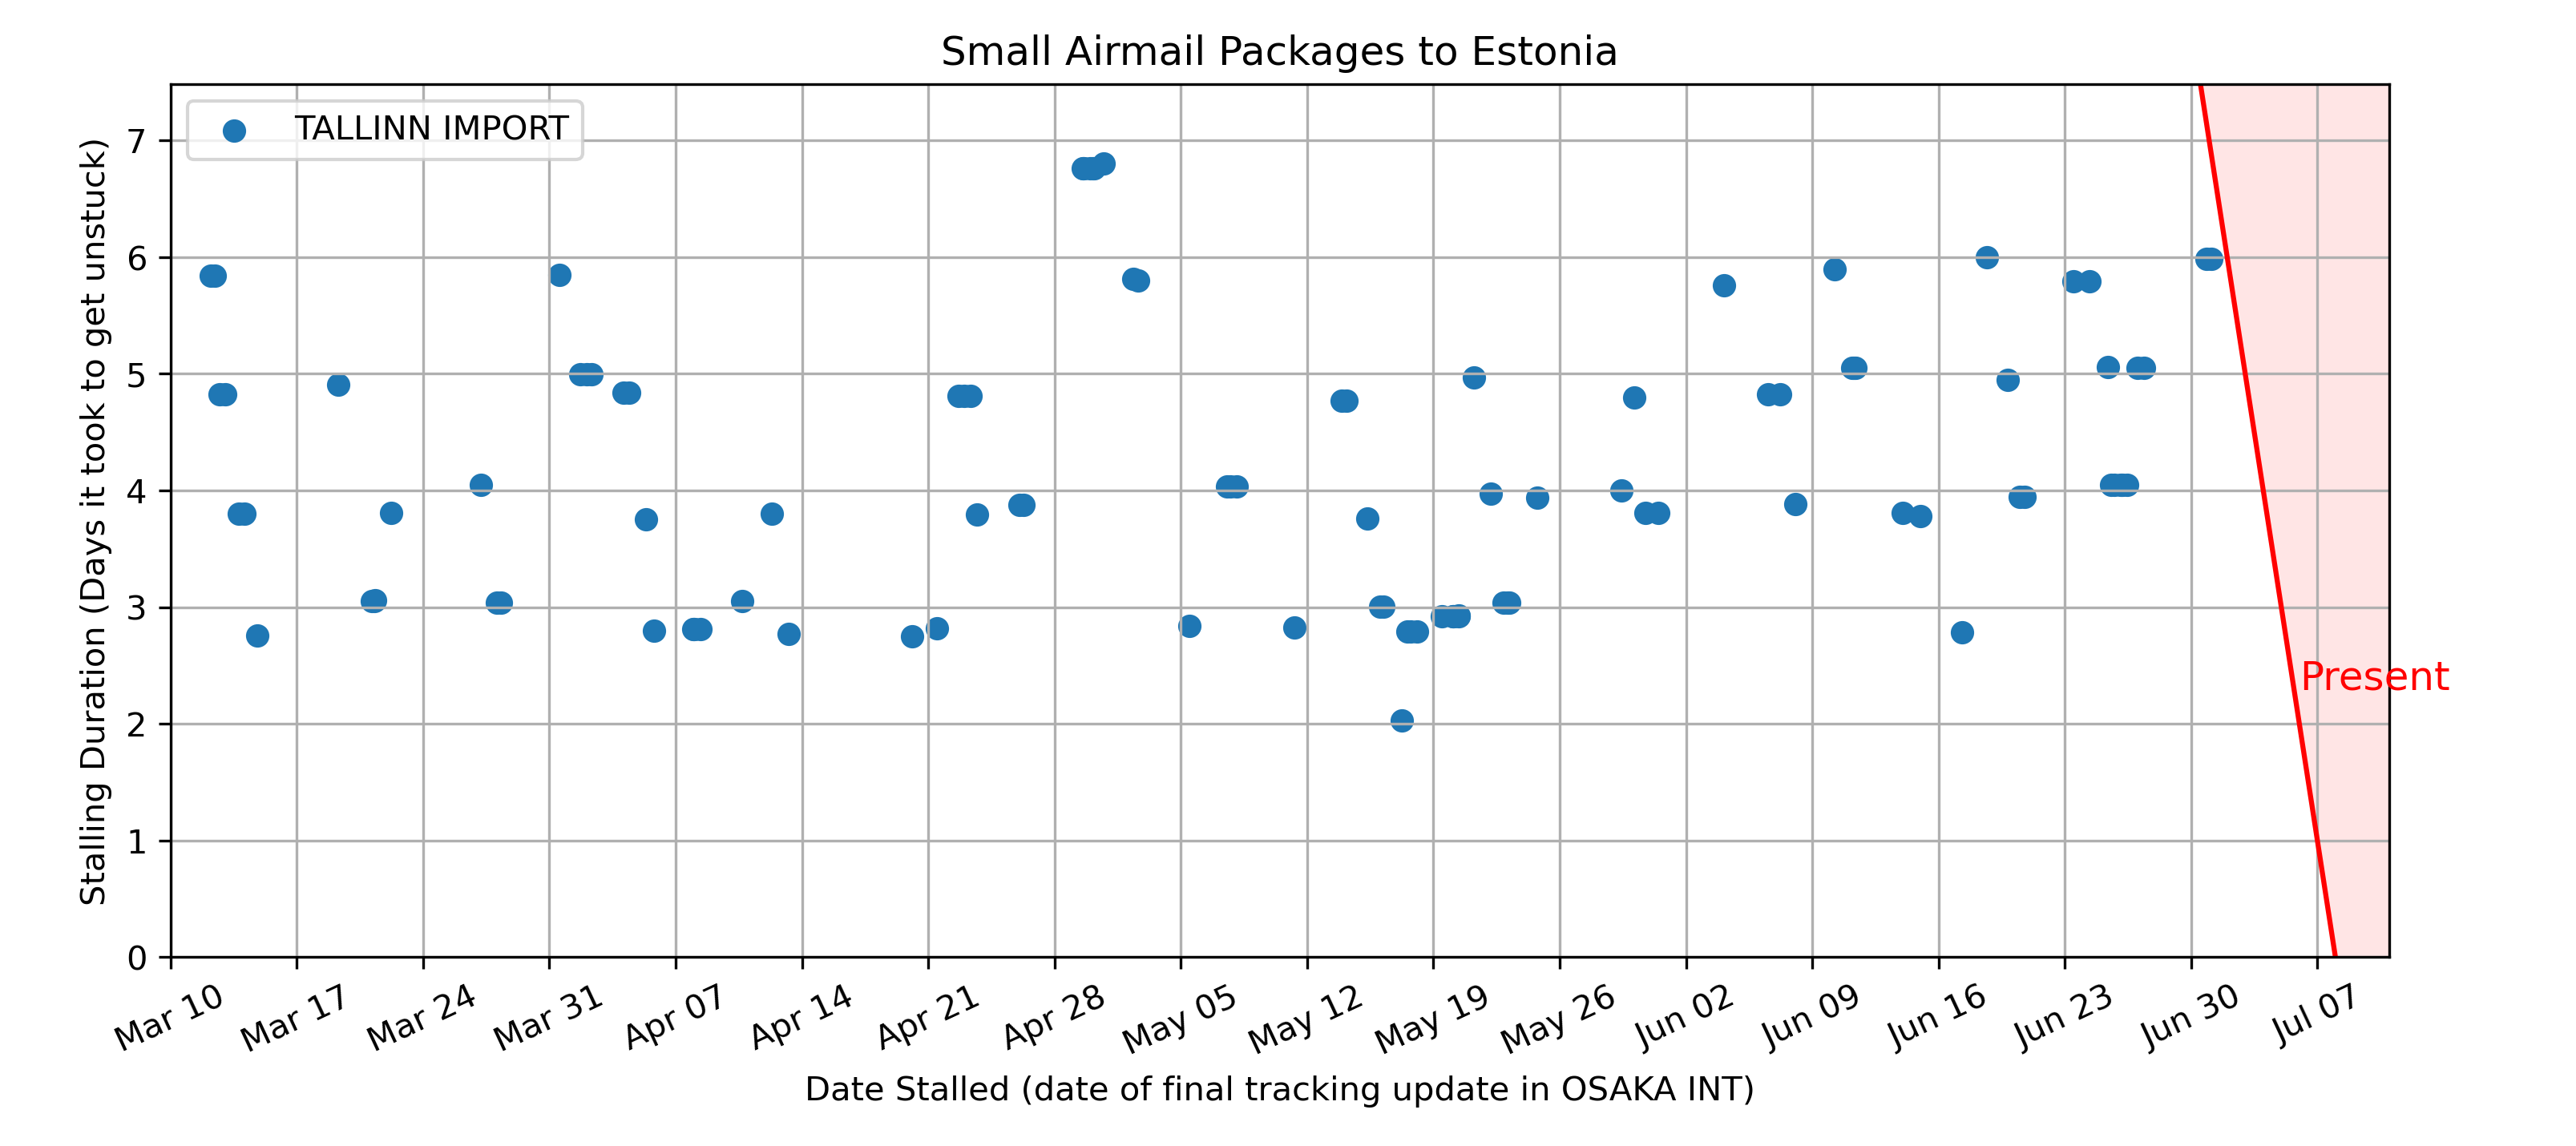 Small Airmail Packages to Estonia
TALLINN IMPORT
Stalling Duration (Days it took to get unstuck)
7
6
5
4
3
2
1
0
Present
Mar 10
Mar 17
Mar 24
Mar 31
Apr 07
Apr 14
Apr 21
Apr 28
May 05
May 12
May 19
May 26
Jun 02
Jun 09
Jun 16
Jun 23
Jun 30
Jul 07
Date Stalled (date of final tracking update in OSAKA INT)